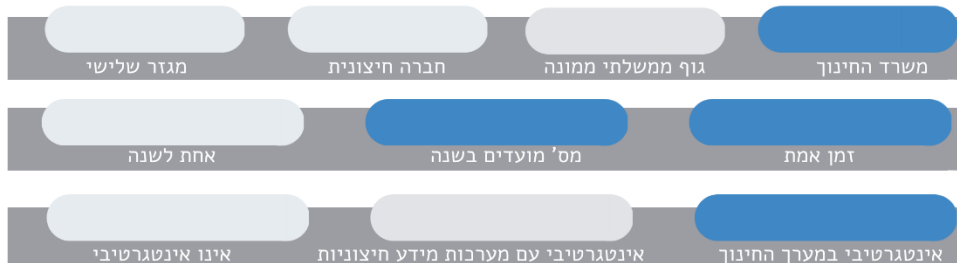 משרד החינוך גוף ממשלתי ממונה חברה חיצונית מגזר שלישי
זמן אמת מס' מועדים בשנה אחת לשנה
אינטגרטיבי במערך החינוך אינטגרטיבי עם מערכות מידע חיצוניות אינו אינטגרטיבי